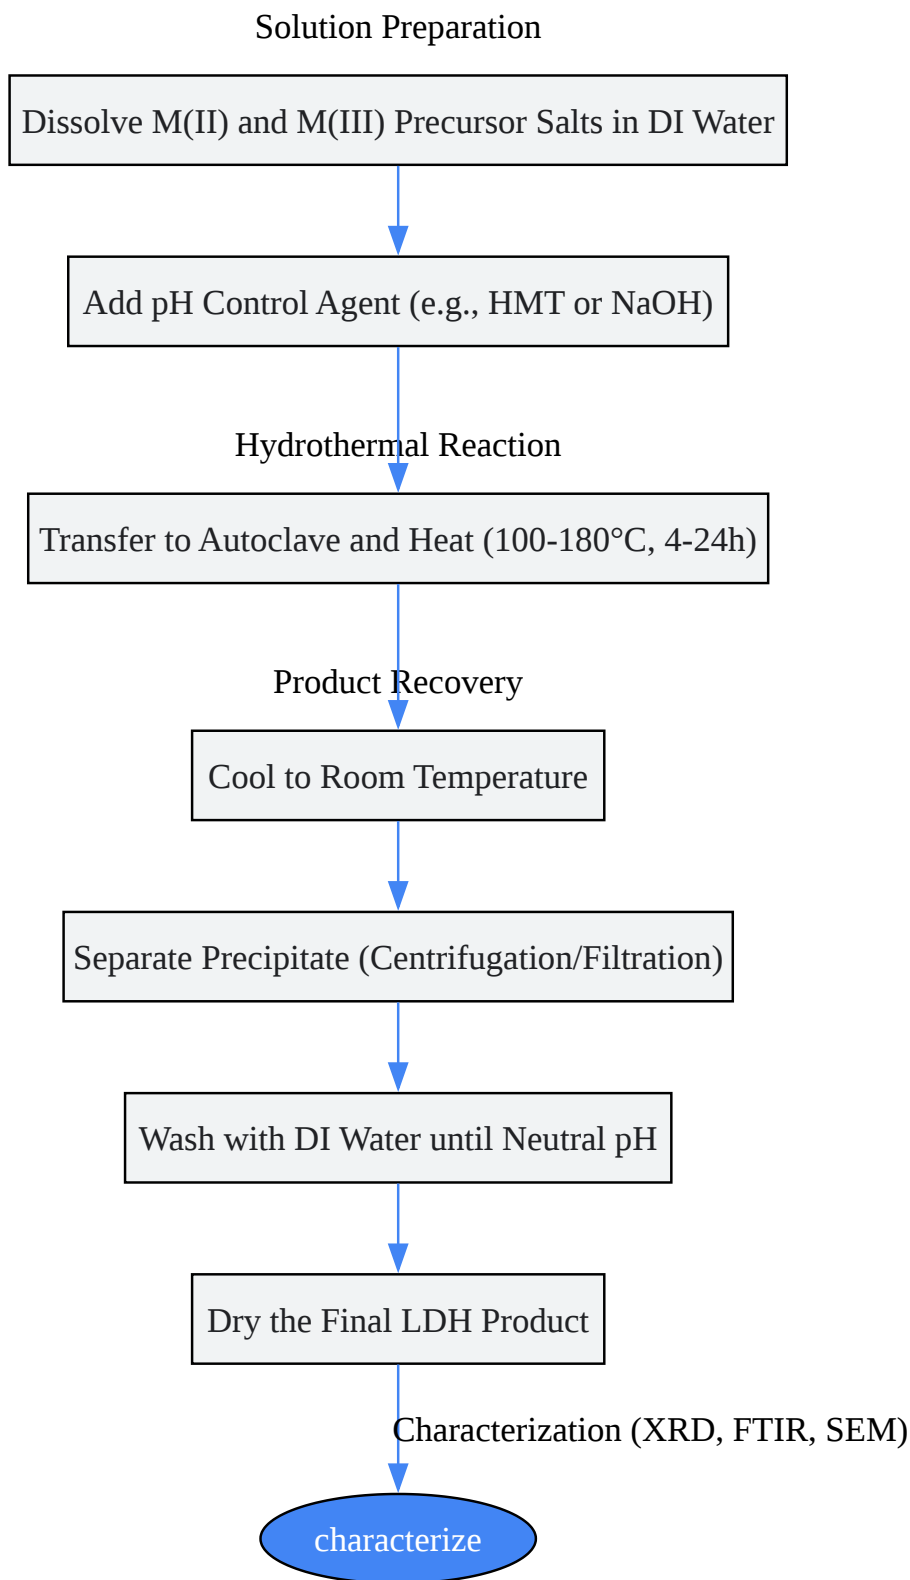 Solution Preparation
Dissolve M(II) and M(III) Precursor Salts in DI Water
Add pH Control Agent (e.g., HMT or NaOH)
Hydrothermal Reaction
Transfer to Autoclave and Heat (100-180°C, 4-24h)
Product Recovery
Cool to Room Temperature
Separate Precipitate (Centrifugation/Filtration)
Wash with DI Water until Neutral pH
Dry the Final LDH Product
Characterization (XRD, FTIR, SEM)
characterize